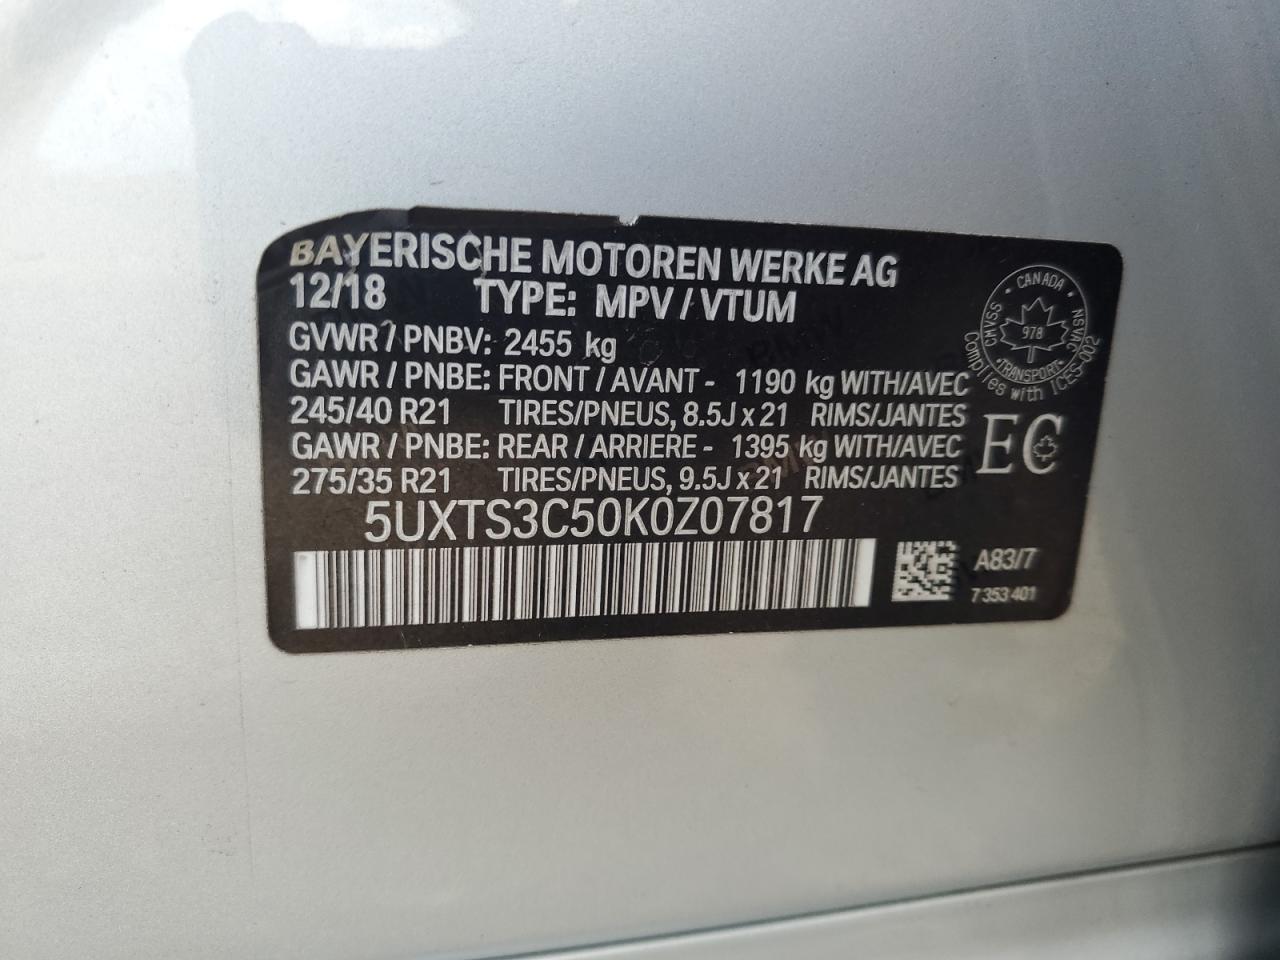 BAYERISCHE MOTOREN WERKE AG
12/18 TYPE: MPV / VTUM
GVWR / PNBV: 2455 kg
GAWR / PNBE: FRONT / AVANT - 1190 kg WITH/AVEC
245/40 R21 TIRES/PNEUS, 8.5J x 21 RIMS/JANTES
GAWR / PNBE: REAR / ARRIERE - 1395 kg WITH/AVEC
275/35 R21 TIRES/PNEUS, 9.5J x 21 RIMS/JANTES
5UXTS3C50K0Z07817
CANADA
CMVSS
NSVAC
978
TRANSPORT
Complies with ICES-002
EC
A83/7
7 353 401